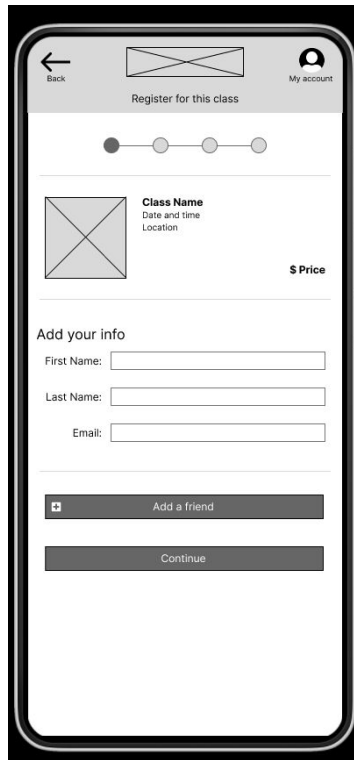 Back
My account
Register for this class
Class Name
Date and time
Location
$ Price
Add your info
First Name:
Last Name:
Email:
Add a friend
Continue